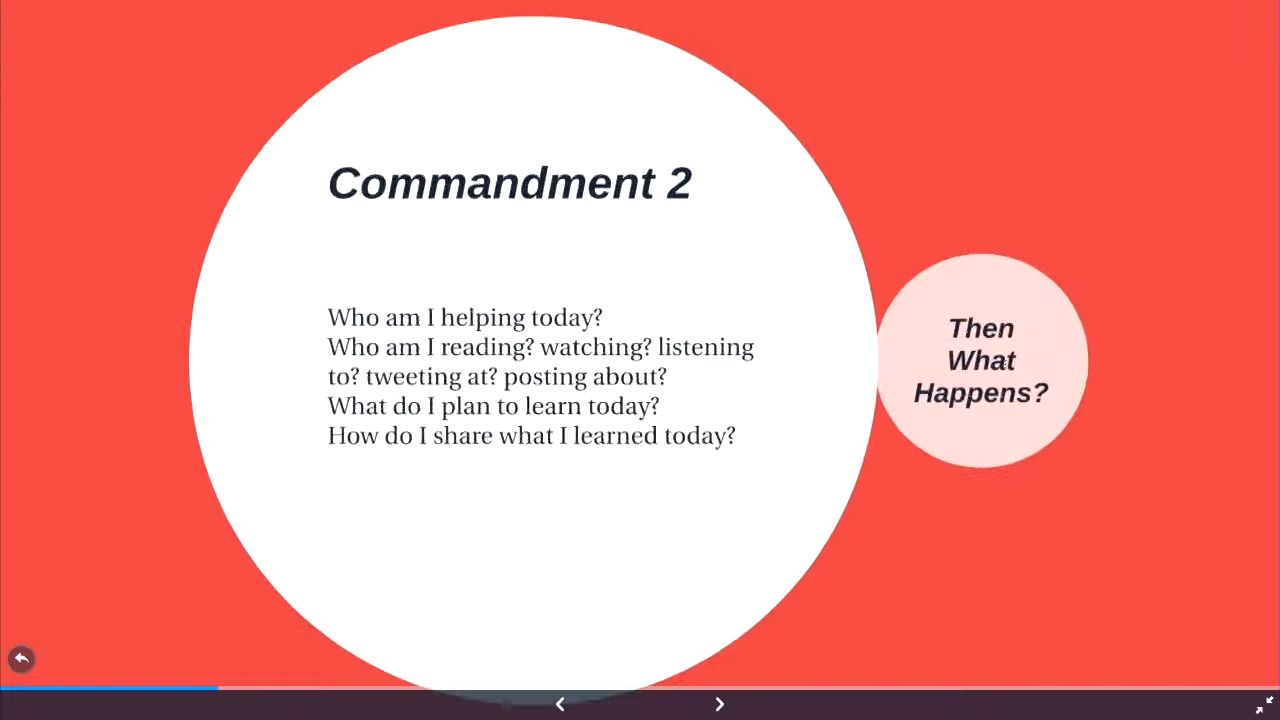 Commandment 2
Who am I helping today?
Who am I reading? watching? listening
to? tweeting at? posting about?
What do I plan to learn today?
How do I share what I learned today?
Then
What
Happens?